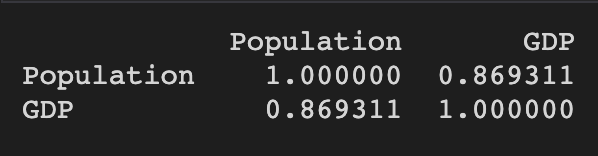 Population GDP
Population 1.000000 0.869311
GDP 0.869311 1.000000